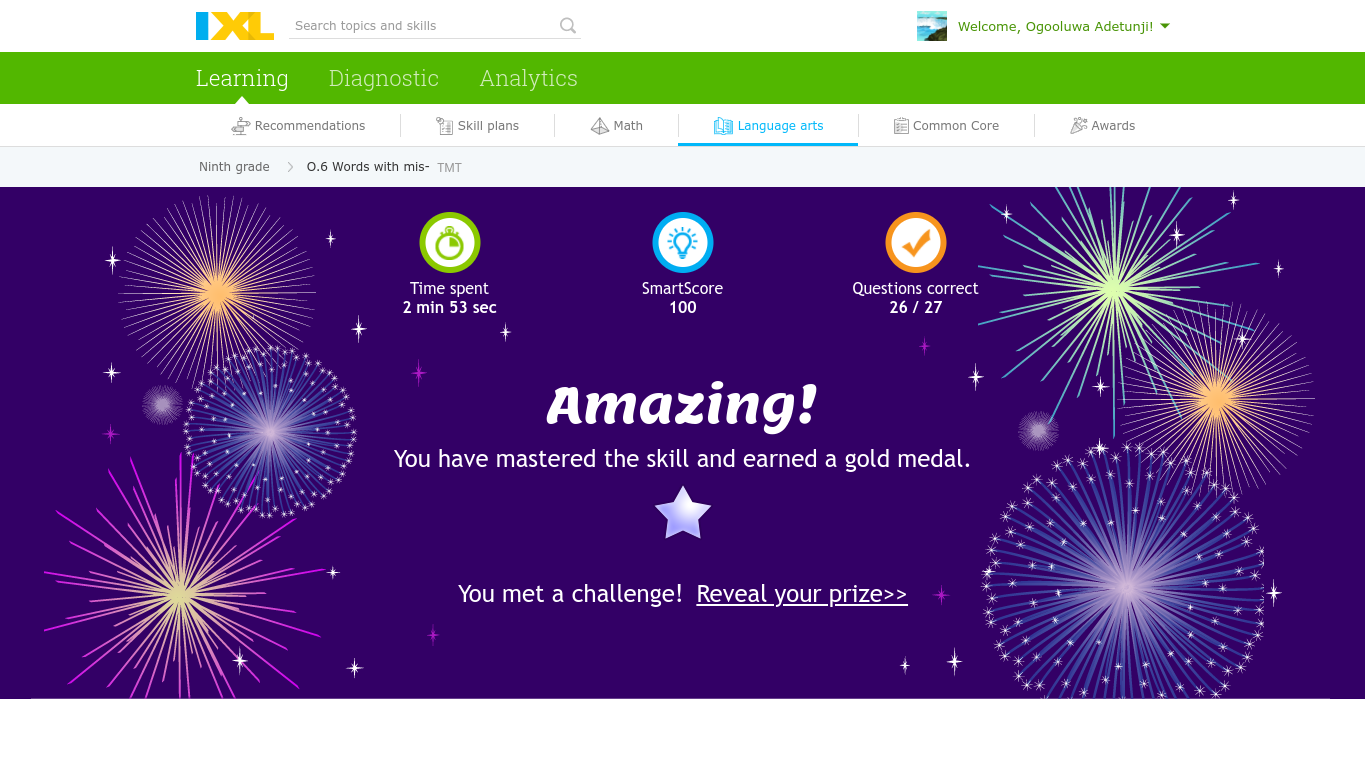 IXL
Search topics and skills
Welcome, Ogooluwa Adetunji!
Learning Diagnostic Analytics
Recommendations Skill plans Math Language arts Common Core Awards
Ninth grade O.6 Words with mis- TMT
Time spent SmartScore Questions correct
2 min 53 sec 100 26 / 27
Amazing!
You have mastered the skill and earned a gold medal.
You met a challenge! Reveal your prize>>